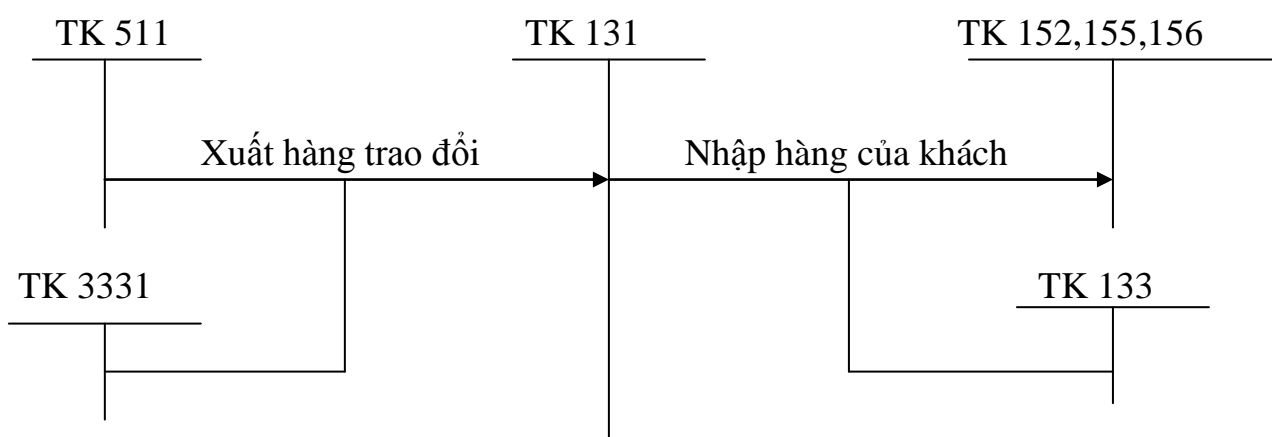 TK 511
TK 131
TK 152,155,156
Xuất hàng trao đổi
Nhập hàng của khách
TK 3331
TK 133